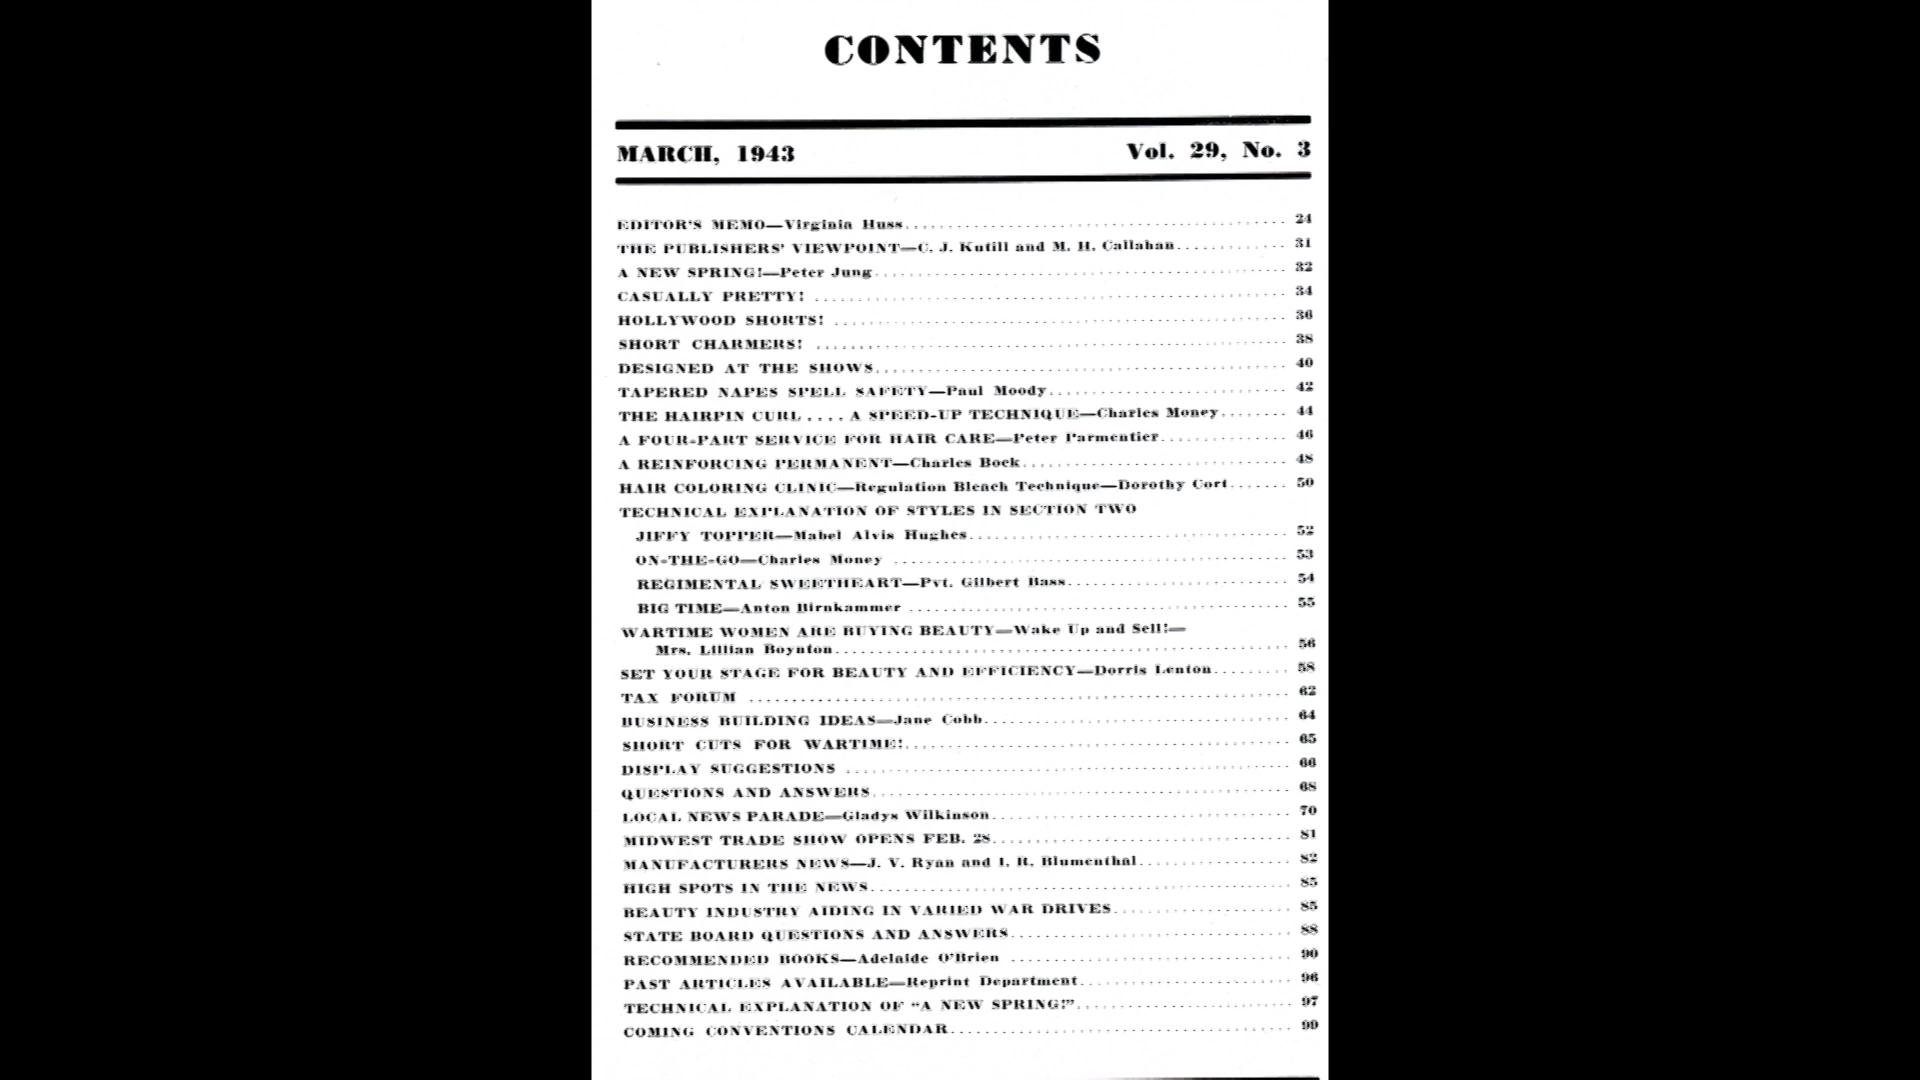 CONTENTS
MARCH, 1943 Vol. 29, No. 3
EDITOR'S MEMO—Virginia Huss 24
THE PUBLISHERS' VIEWPOINT—C. J. Kutill and M. H. Callahan 31
A NEW SPRING!—Peter Jung 32
CASUALLY PRETTY! 34
HOLLYWOOD SHORTS! 36
SHORT CHARMERS! 38
DESIGNED AT THE SHOWS 40
TAPERED NAPES SPELL SAFETY—Paul Moody 42
THE HAIRPIN CURL .... A SPEED-UP TECHNIQUE—Charles Money 44
A FOUR-PART SERVICE FOR HAIR CARE—Peter Parmentier 46
A REINFORCING PERMANENT—Charles Bock 48
HAIR COLORING CLINIC—Regulation Bleach Technique—Dorothy Cort 50
TECHNICAL EXPLANATION OF STYLES IN SECTION TWO
JIFFY TOPPER—Mabel Alvis Hughes 52
ON-THE-GO—Charles Money 53
REGIMENTAL SWEETHEART—Pvt. Gilbert Bass 54
BIG TIME—Anton Birnkammer 55
WARTIME WOMEN ARE BUYING BEAUTY—Wake Up and Sell!—
Mrs. Lillian Boynton 56
SET YOUR STAGE FOR BEAUTY AND EFFICIENCY—Dorris Lenton 58
TAX FORUM 62
BUSINESS BUILDING IDEAS—Jane Cobb 64
SHORT CUTS FOR WARTIME! 65
DISPLAY SUGGESTIONS 66
QUESTIONS AND ANSWERS 68
LOCAL NEWS PARADE—Gladys Wilkinson 70
MIDWEST TRADE SHOW OPENS FEB. 28 81
MANUFACTURERS NEWS—J. V. Ryan and I. R. Blumenthal 82
HIGH SPOTS IN THE NEWS 85
BEAUTY INDUSTRY AIDING IN VARIED WAR DRIVES 85
STATE BOARD QUESTIONS AND ANSWERS 88
RECOMMENDED BOOKS—Adelaide O'Brien 90
PAST ARTICLES AVAILABLE—Reprint Department 96
TECHNICAL EXPLANATION OF "A NEW SPRING!" 97
COMING CONVENTIONS CALENDAR 99